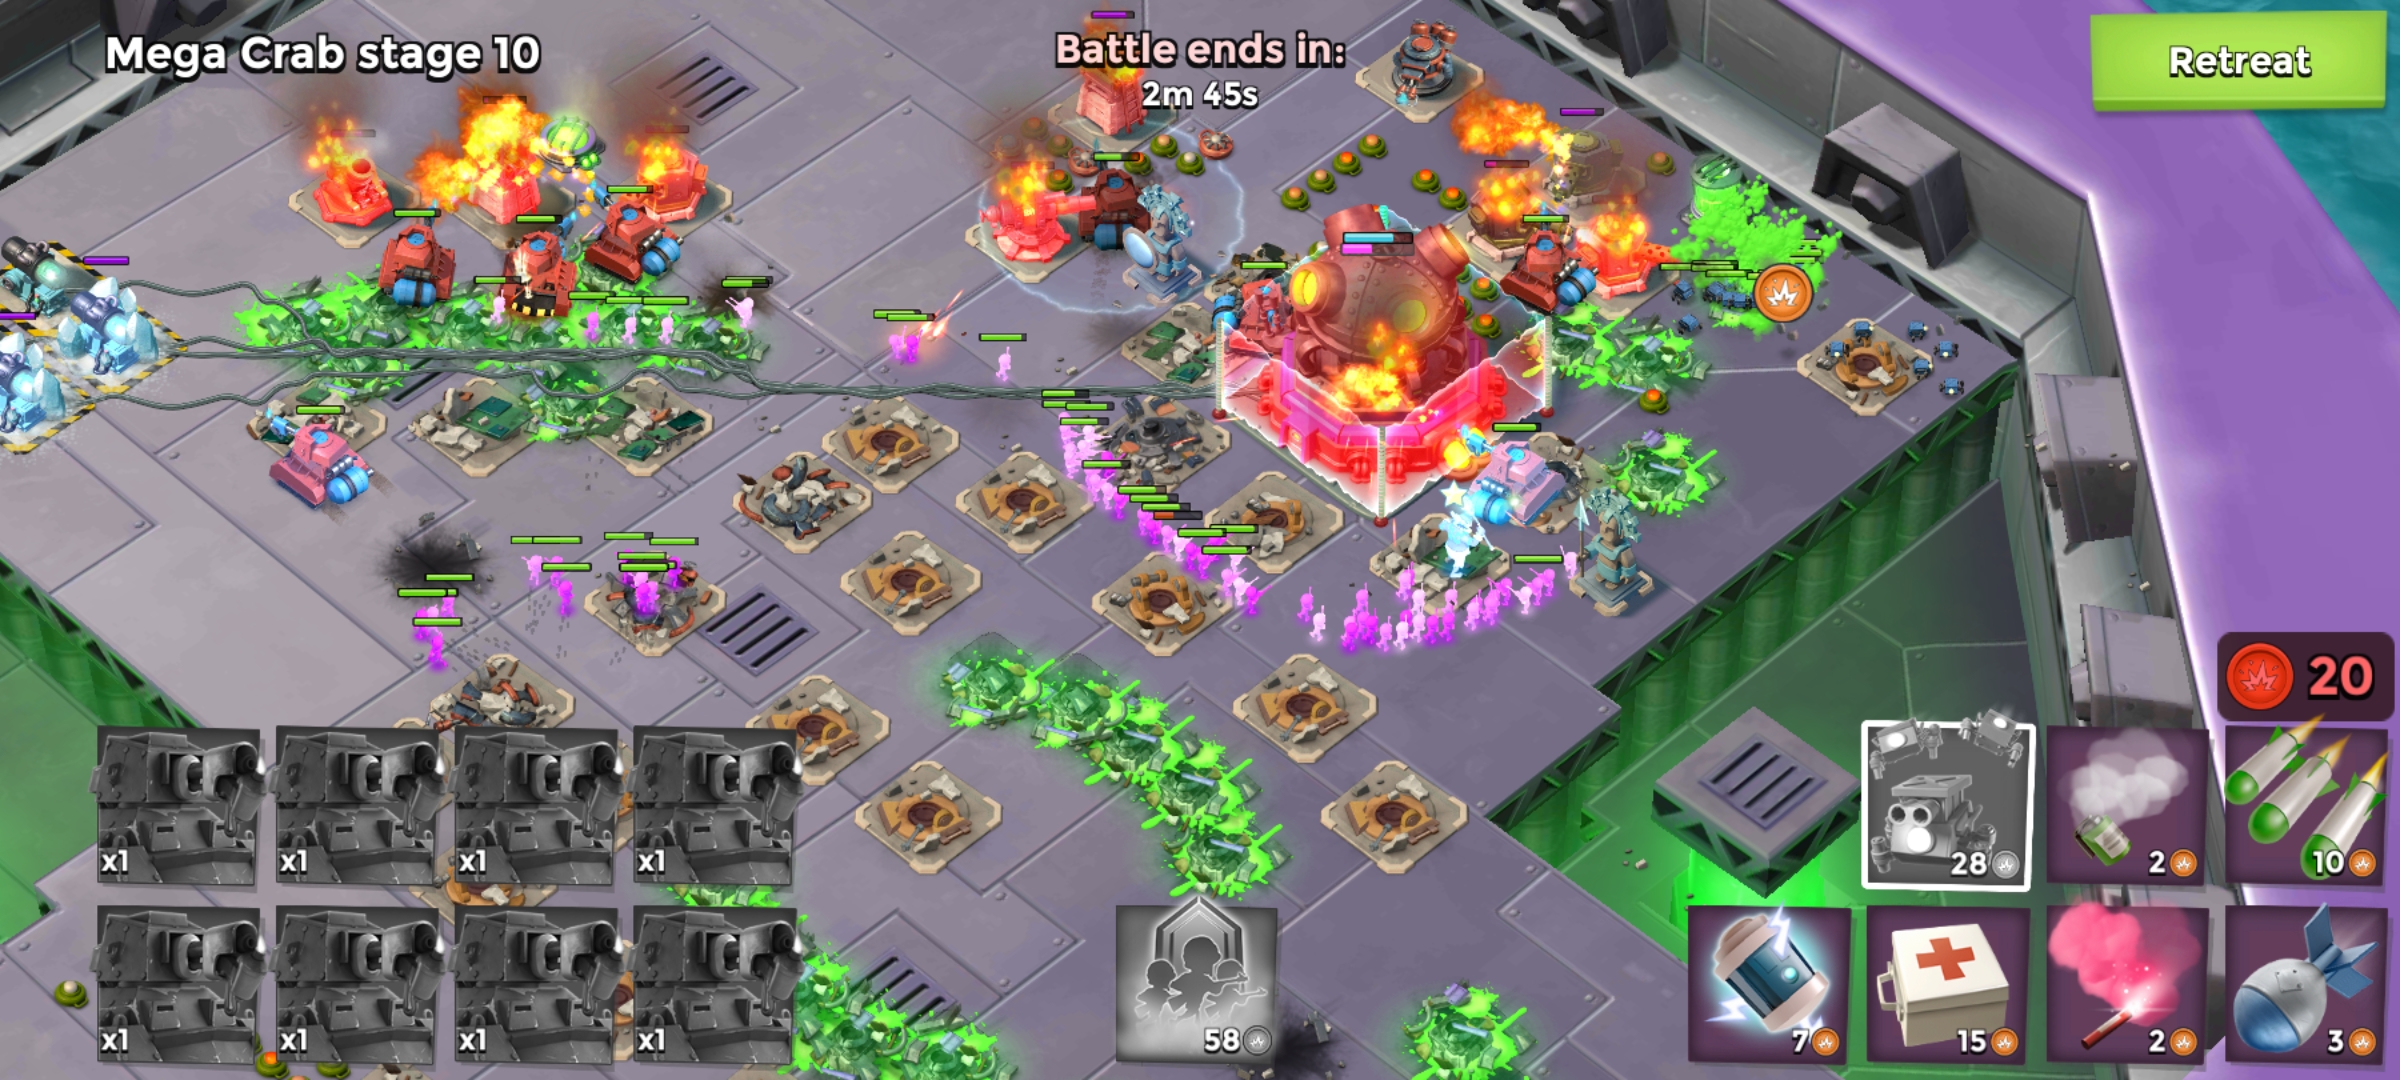 Mega Crab stage 10
Battle ends in:
2m 45s
Retreat
20
x1
x1
x1
x1
28
2
10
x1
x1
x1
x1
58
7
15
2
3